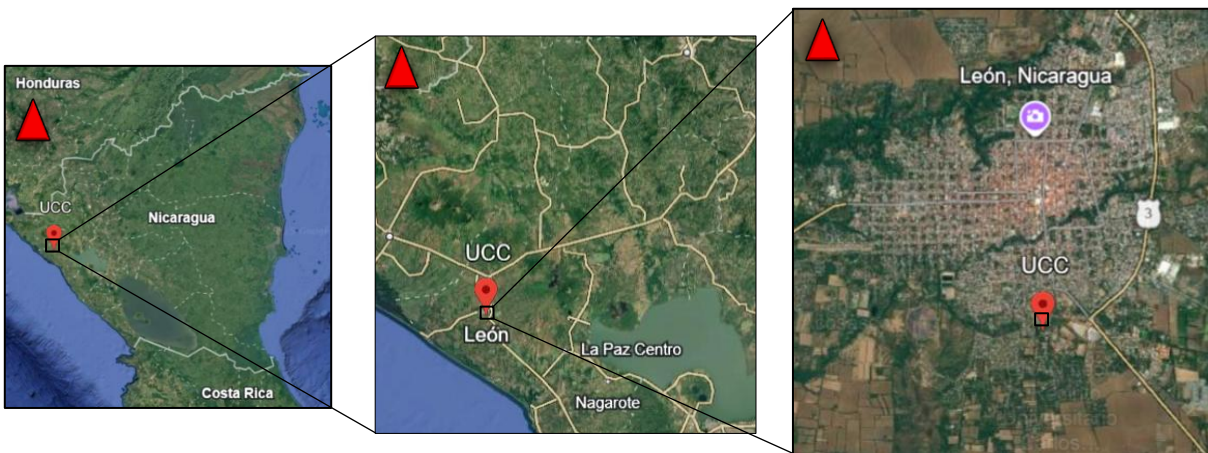 Honduras
UCC
Nicaragua
Costa Rica
UCC
León
La Paz Centro
Nagarote
León, Nicaragua
3
UCC